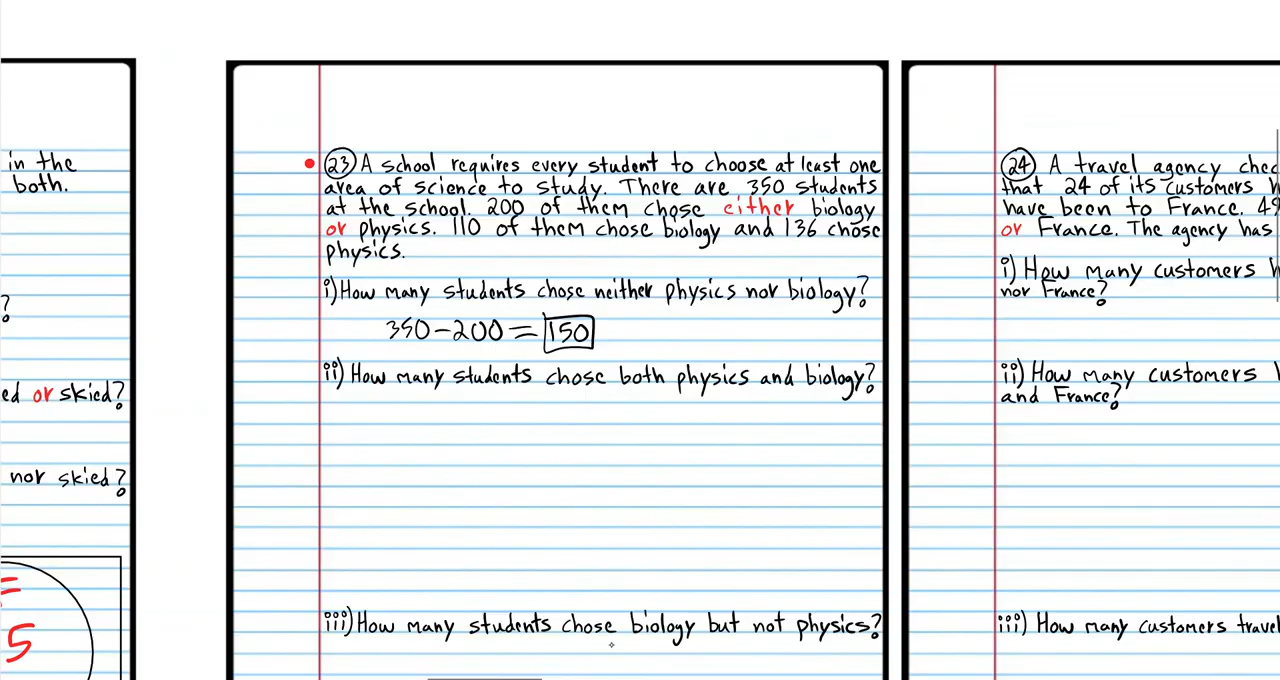 in the
both.
?
ed or skied?
nor skied?
=
5
23 A school requires every student to choose at least one
area of science to study. There are 350 students
at the school. 200 of them chose either biology
or physics. 110 of them chose biology and 136 chose
physics.
i) How many students chose neither physics nor biology?
350-200=150
ii) How many students chose both physics and biology?
iii) How many students chose biology but not physics?
24 A travel agency chec
that 24 of its customers
have been to France. 49
or France. The agency has
i) How many customers
nor France?
ii) How many customers
and France?
iii) How many customers travel